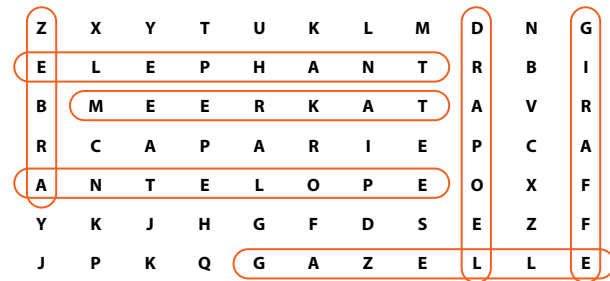 Z X Y T U K L M D N G
E L E P H A N T R B I
B M E E R K A T A V R
R C A P A R I E P C A
A N T E L O P E O X F
Y K J H G F D S E Z F
J P K Q G A Z E L L E